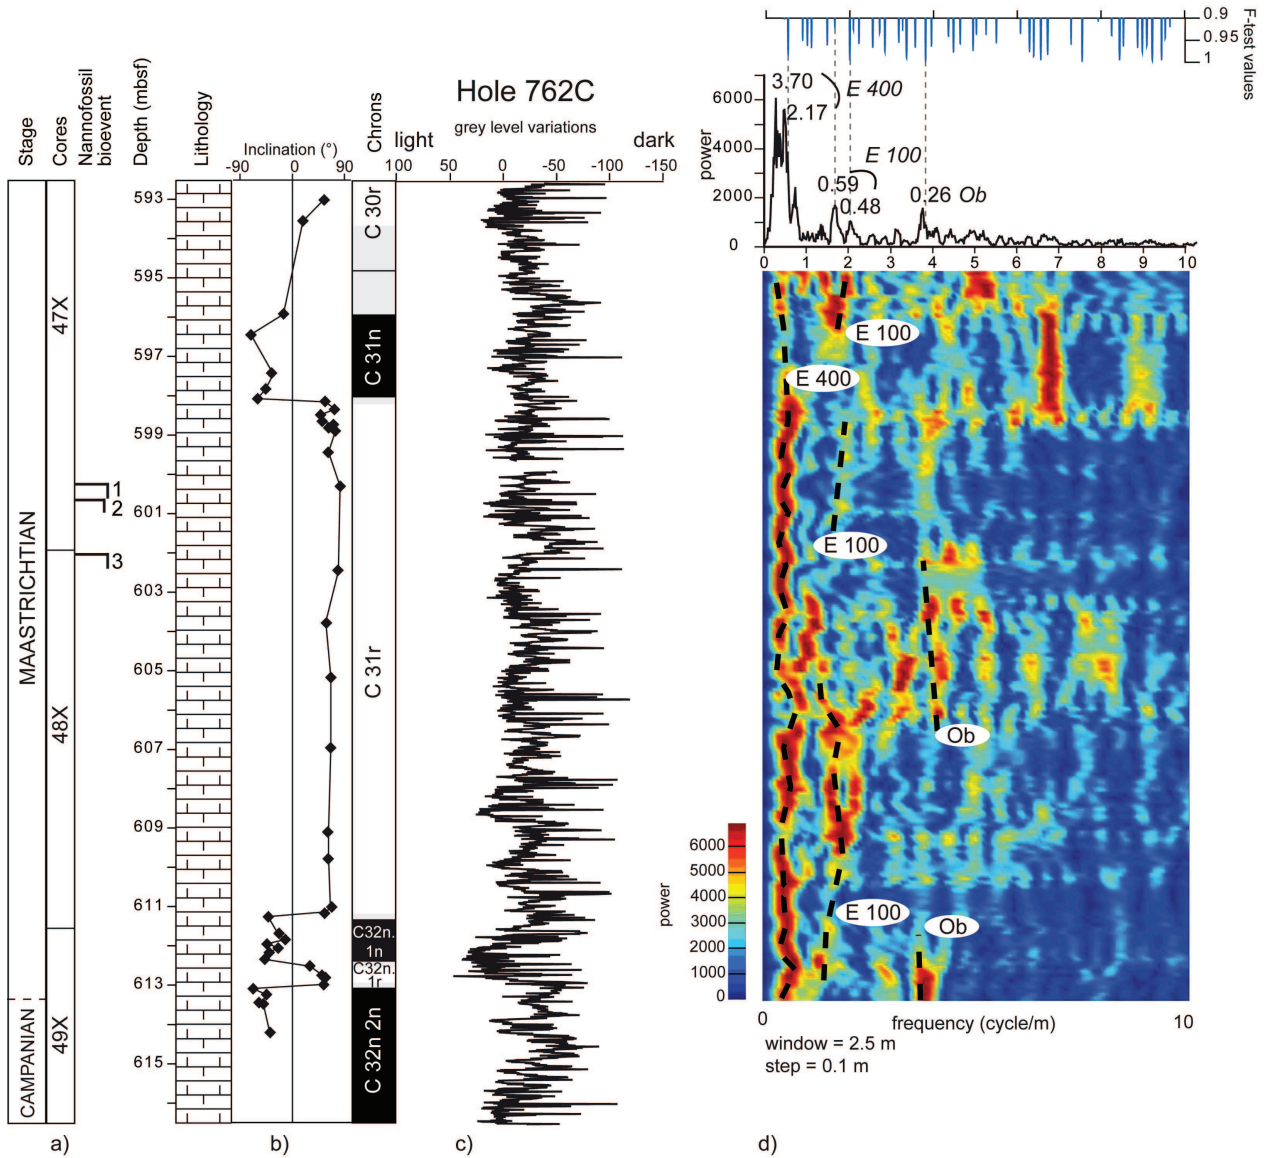 Hole 762C
grey level variations
light
dark
100
50
0
-50
-100
-150
Stage
Cores
Nannofossil
bioevent
Depth (mbsf)
Lithology
Inclination (°)
-90
0
90
Chrons
MAASTRICHTIAN
CAMPANIAN
47X
48X
49X
1
2
3
593
595
597
599
601
603
605
607
609
611
613
615
C 30r
C 31n
C 31r
C32n.
1n
C32n.
1r
C 32n 2n
0.9
0.95
1
F-test values
power
6000
4000
2000
0
3.70
2.17
E 400
E 100
0.59
0.48
0.26 Ob
0 1 2 3 4 5 6 7 8 9 10
E 100
E 400
E 100
Ob
E 100
Ob
power
6000
5000
4000
3000
2000
1000
0
0
10
frequency (cycle/m)
window = 2.5 m
step = 0.1 m
a)
b)
c)
d)